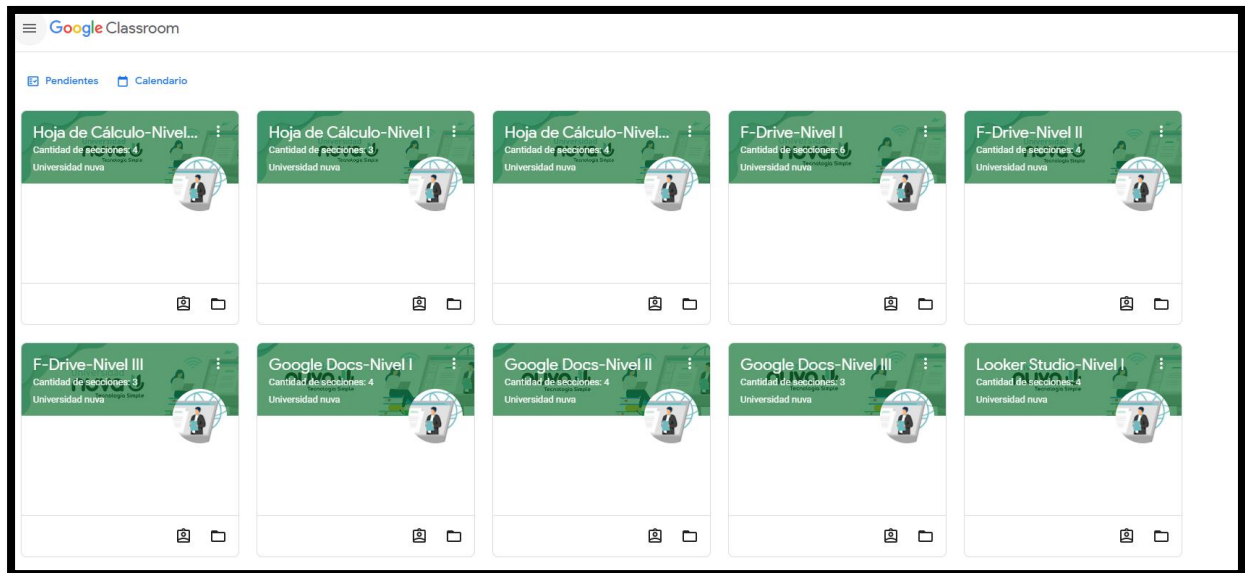 Google Classroom
Pendientes Calendario
Hoja de Cálculo-Nivel...
Cantidad de secciones: 4
Universidad nuva
Hoja de Cálculo-Nivel I
Cantidad de secciones: 3
Universidad nuva
Hoja de Cálculo-Nivel...
Cantidad de secciones: 4
Universidad nuva
F-Drive-Nivel I
Cantidad de secciones: 6
Universidad nuva
F-Drive-Nivel II
Cantidad de secciones: 4
Universidad nuva
F-Drive-Nivel III
Cantidad de secciones: 3
Universidad nuva
Google Docs-Nivel I
Cantidad de secciones: 4
Universidad nuva
Google Docs-Nivel II
Cantidad de secciones: 4
Universidad nuva
Google Docs-Nivel III
Cantidad de secciones: 3
Universidad nuva
Looker Studio-Nivel I
Cantidad de secciones: 4
Universidad nuva